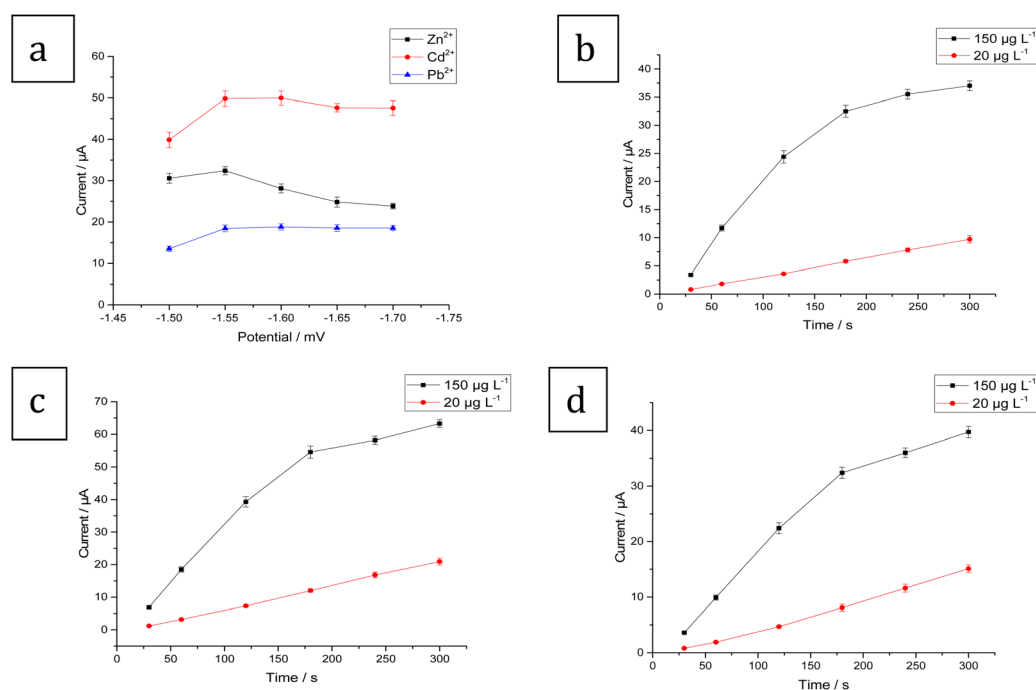 a
Zn²⁺
Cd²⁺
Pb²⁺
60
50
40
30
20
10
0
Current / µA
-1.45 -1.50 -1.55 -1.60 -1.65 -1.70 -1.75
Potential / mV
b
150 µg L⁻¹
20 µg L⁻¹
40
35
30
25
20
15
10
5
0
Current / µA
0 50 100 150 200 250 300
Time / s
c
150 µg L⁻¹
20 µg L⁻¹
70
60
50
40
30
20
10
0
Current / µA
0 50 100 150 200 250 300
Time / s
d
150 µg L⁻¹
20 µg L⁻¹
40
30
20
10
0
Current / µA
0 50 100 150 200 250 300
Time / s